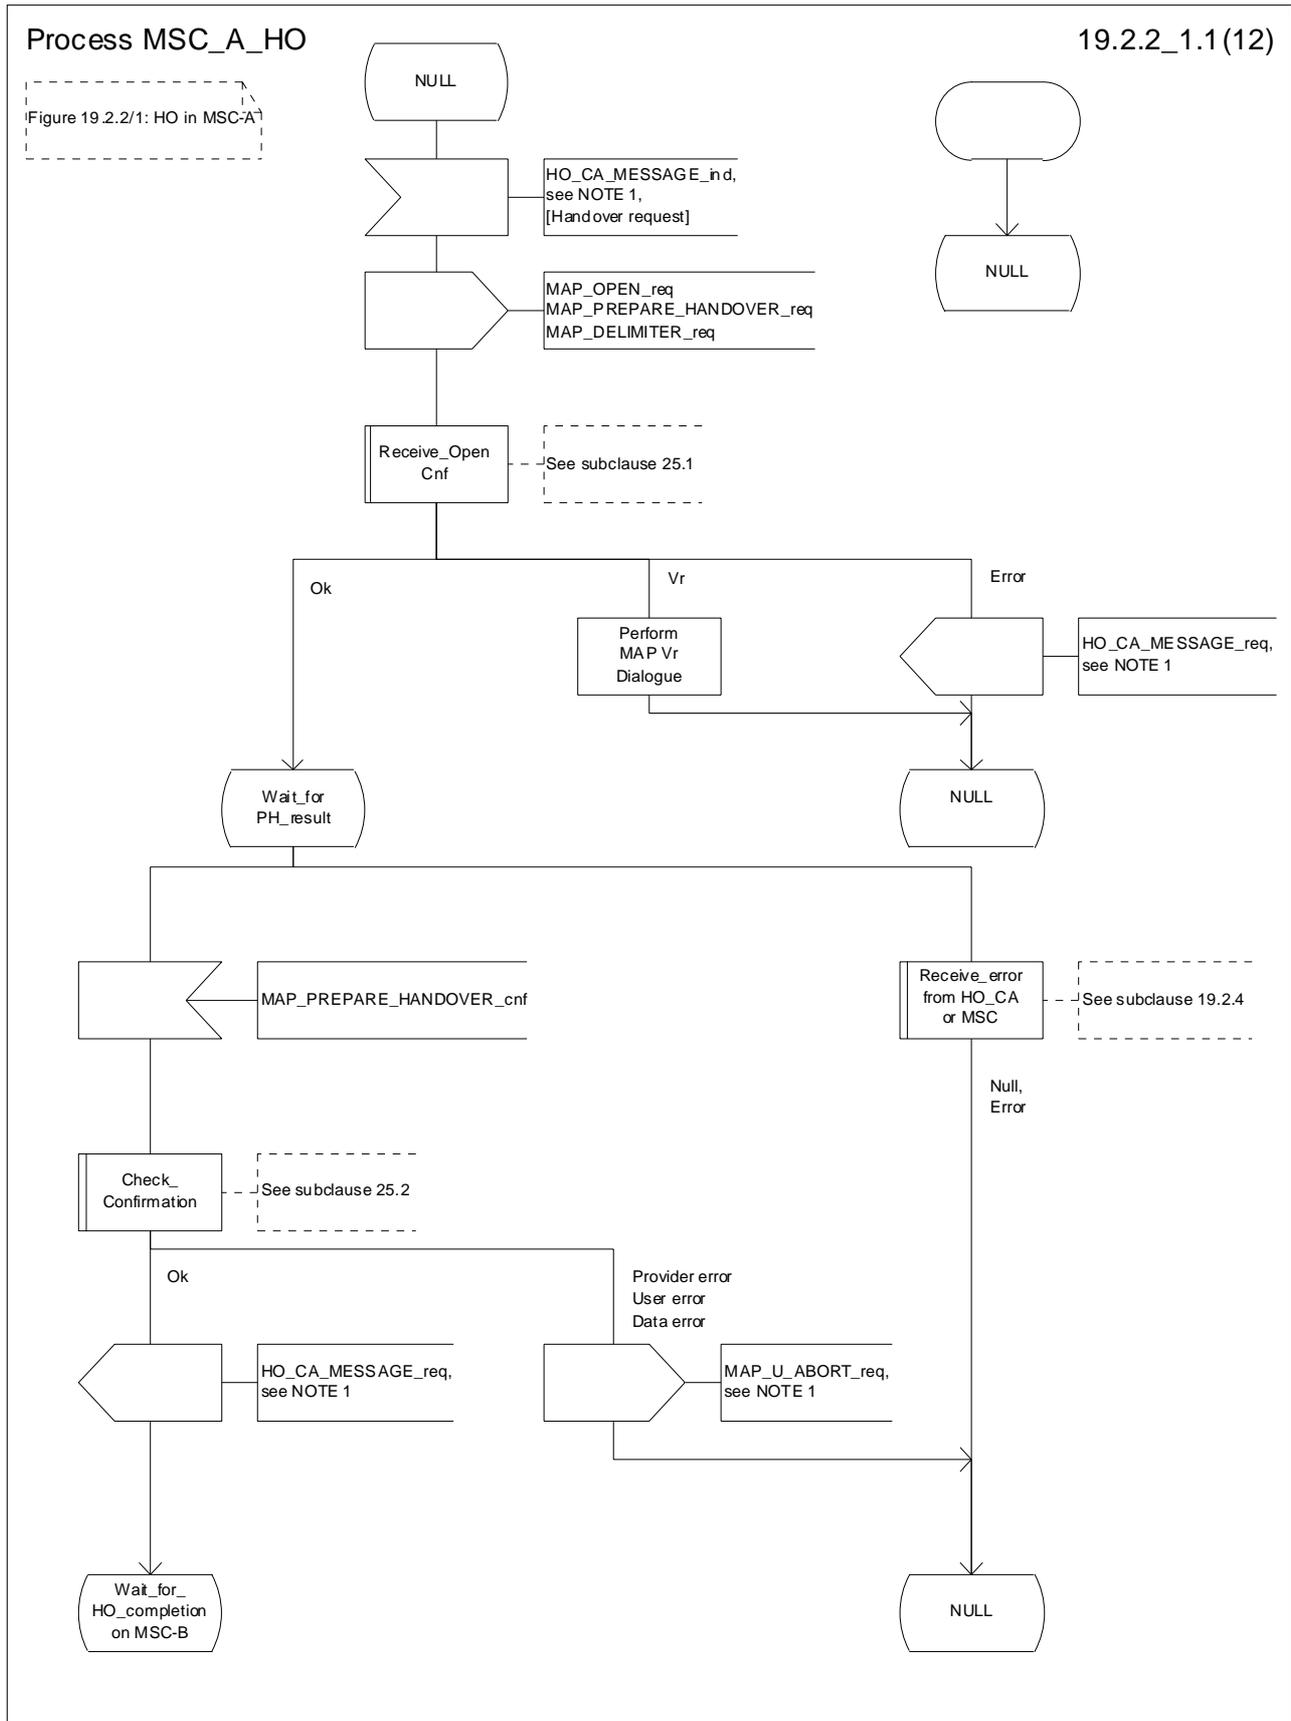 Process MSC_A_HO
19.2.2_1.1(12)
Figure 19.2.2/1: HO in MSC-A
NULL
HO_CA_MESSAGE_ind,
see NOTE 1,
[Handover request]
NULL
MAP_OPEN_req
MAP_PREPARE_HANDOVER_req
MAP_DELIMITER_req
Receive_Open
Cnf
See subclause 25.1
Ok
Vr
Error
Perform
MAP Vr
Dialogue
HO_CA_MESSAGE_req,
see NOTE 1
Wait_for
PH_result
NULL
MAP_PREPARE_HANDOVER_cnf
Receive_error
from HO_CA
or MSC
See subclause 19.2.4
Null,
Error
Check_
Confirmation
See subclause 25.2
Ok
Provider error
User error
Data error
HO_CA_MESSAGE_req,
see NOTE 1
MAP_U_ABORT_req,
see NOTE 1
Wait_for_
HO_completion
on MSC-B
NULL